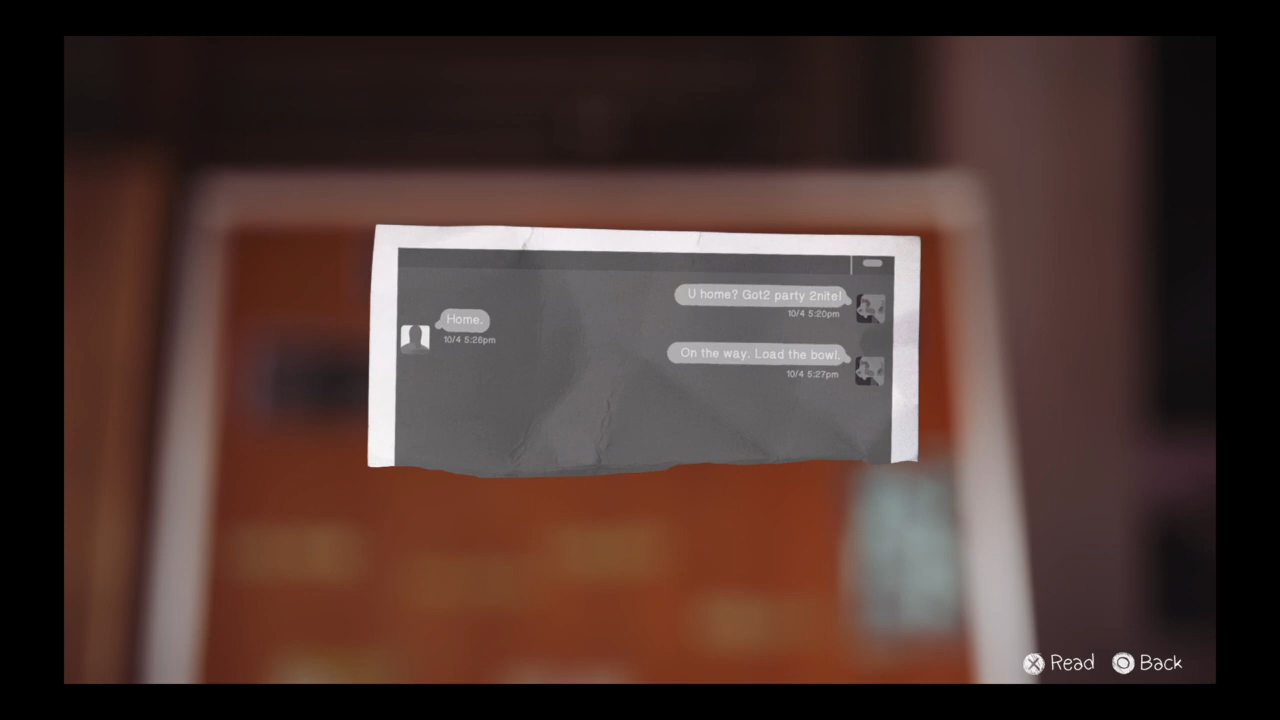 U home? Got2 party 2nite!
10/4 5:20pm
Home.
10/4 5:26pm
On the way. Load the bowl.
10/4 5:27pm
Read Back